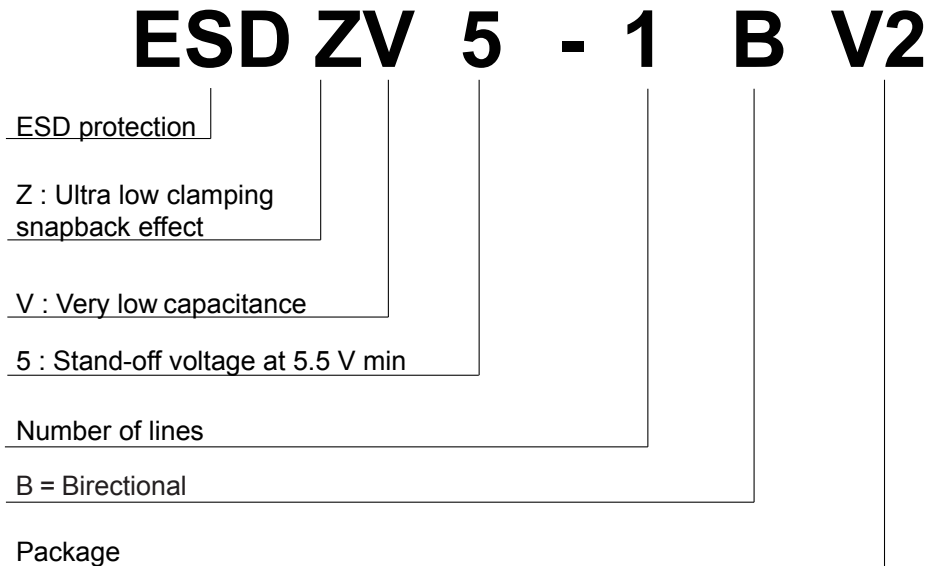 ESD ZV 5 - 1 B V2
ESD protection
Z : Ultra low clamping
snapback effect
V : Very low capacitance
5 : Stand-off voltage at 5.5 V min
Number of lines
B = Birectional
Package